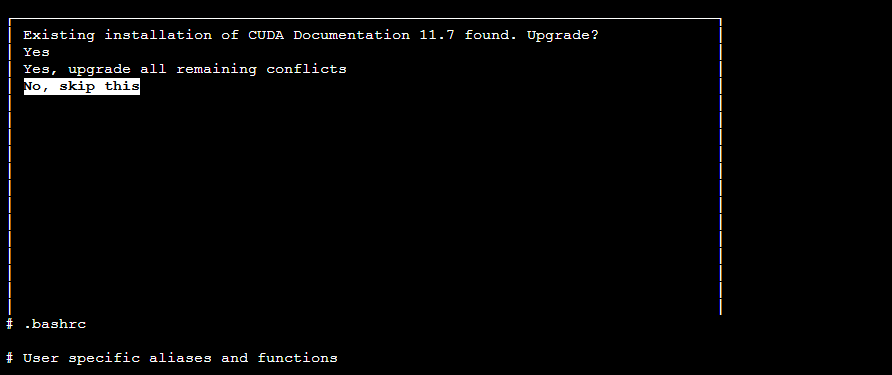 Existing installation of CUDA Documentation 11.7 found. Upgrade?
Yes
Yes, upgrade all remaining conflicts
No, skip this
# .bashrc
# User specific aliases and functions